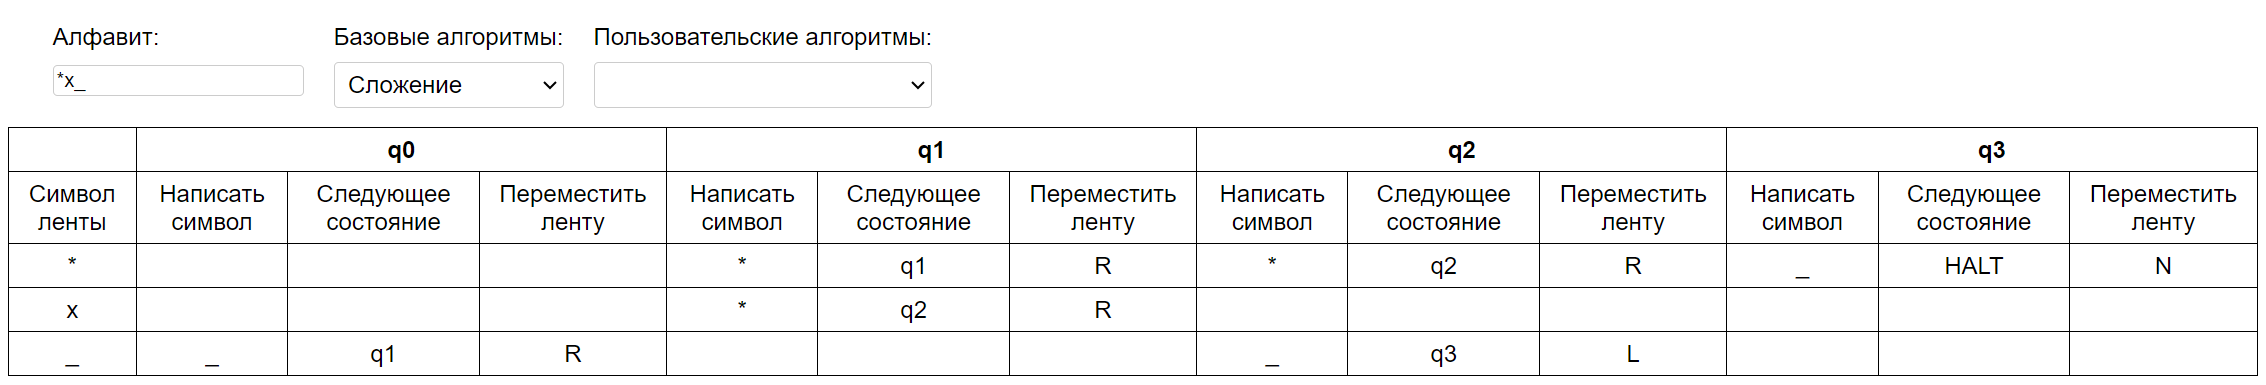 Алфавит: Базовые алгоритмы: Пользовательские алгоритмы:
*x_ Сложение
q0 q1 q2 q3
Символ Написать Следующее Переместить Написать Следующее Переместить Написать Следующее Переместить Написать Следующее Переместить
ленты символ состояние ленту символ состояние ленту символ состояние ленту символ состояние ленту
* * q1 R * q2 R _ HALT N
x * q2 R
_ _ q1 R _ q3 L